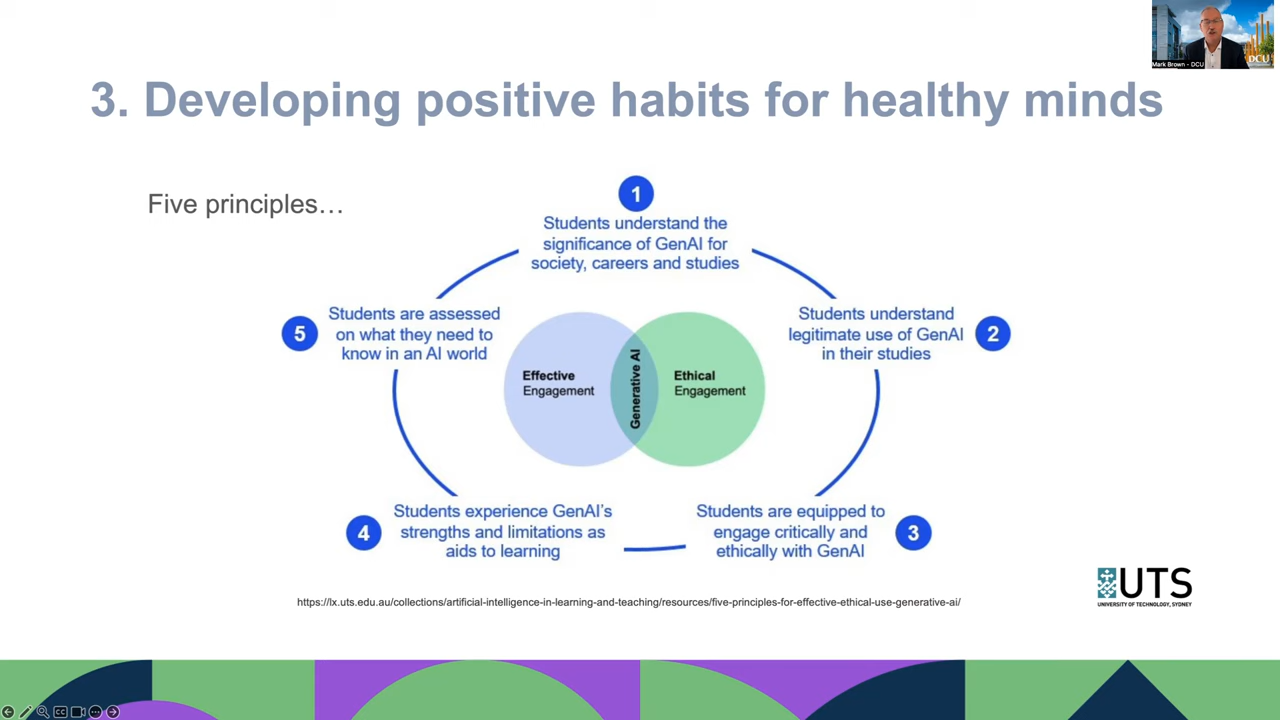 Mark Brown - DCU
DCU
3. Developing positive habits for healthy minds
Five principles…
1
Students understand the
significance of GenAI for
society, careers and studies
2
Students understand
legitimate use of GenAI
in their studies
3
Students are equipped to
engage critically and
ethically with GenAI
4
Students experience GenAI’s
strengths and limitations as
aids to learning
5
Students are assessed
on what they need to
know in an AI world
Effective
Engagement
Generative AI
Ethical
Engagement
https://lx.uts.edu.au/collections/artificial-intelligence-in-learning-and-teaching/resources/five-principles-for-effective-ethical-use-generative-ai/
UTS
UNIVERSITY OF TECHNOLOGY, SYDNEY